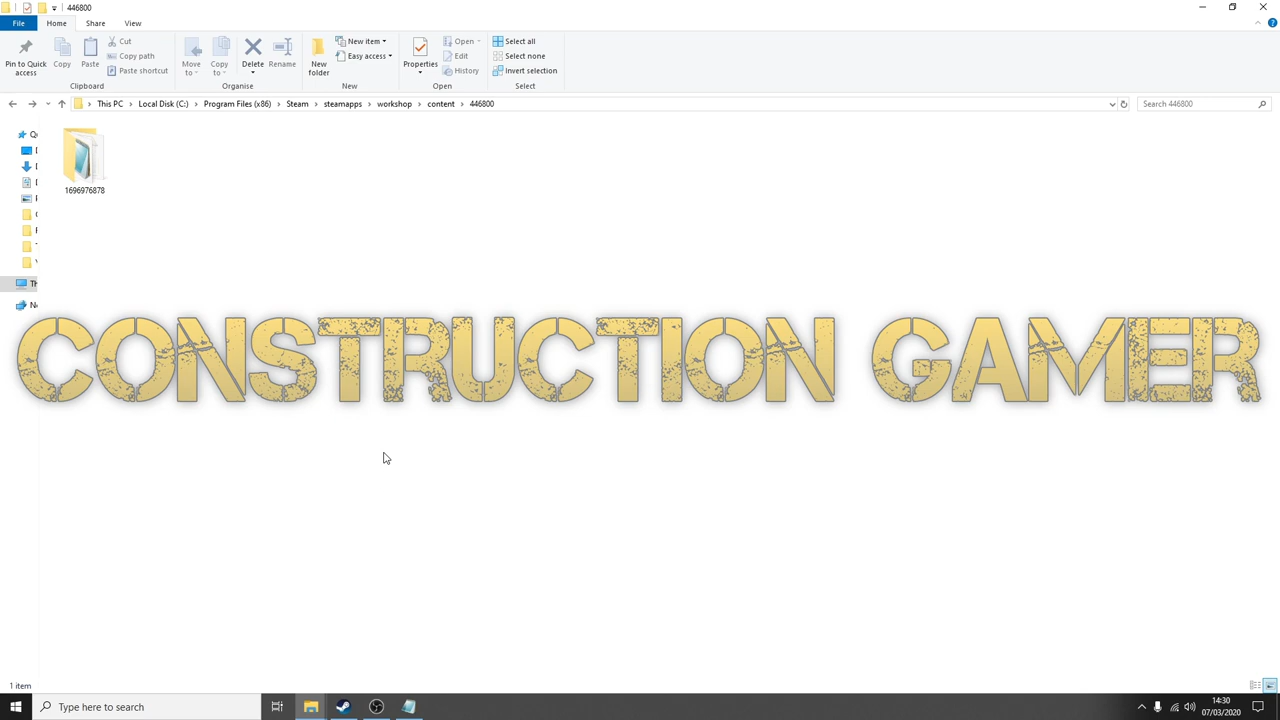 446800
File Home Share View
Pin to Quick access
Copy
Paste
Cut
Copy path
Paste shortcut
Clipboard
Move to
Copy to
Delete
Rename
Organise
New folder
New item
Easy access
New
Properties
Open
Edit
History
Open
Select all
Select none
Invert selection
Select
This PC Local Disk (C:) Program Files (x86) Steam steamapps workshop content 446800
Search 446800
1696976878
CONSTRUCTION GAMER
1 item
Type here to search
14:30
07/03/2020